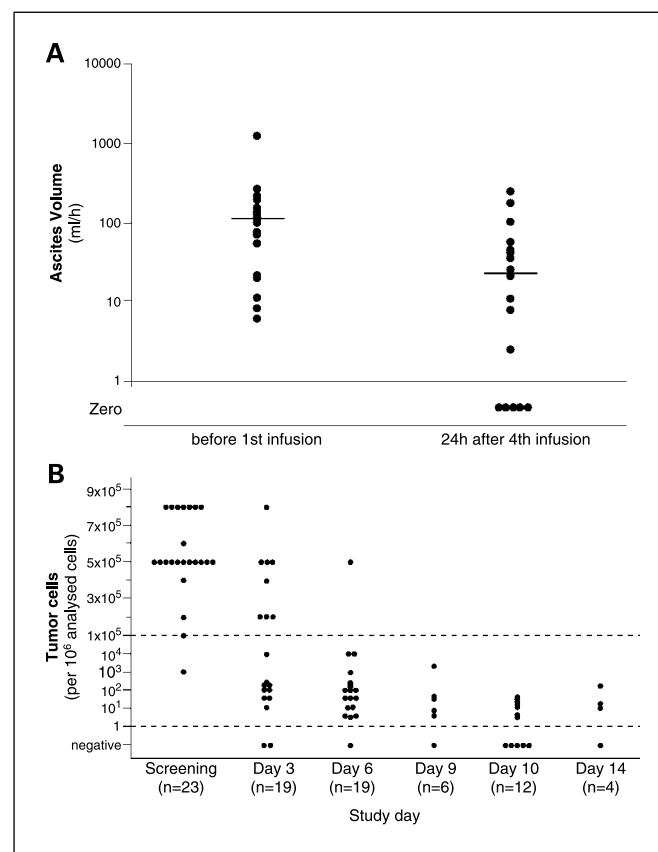 A
10000
1000
100
10
1
Zero
Ascites Volume
(ml/h)
before 1st infusion
24h after 4th infusion
B
9x10⁵
7x10⁵
5x10⁵
3x10⁵
1x10⁵
10⁴
10³
10²
10¹
1
negative
Tumor cells
(per 10⁶ analysed cells)
Screening Day 3 Day 6 Day 9 Day 10 Day 14
(n=23) (n=19) (n=19) (n=6) (n=12) (n=4)
Study day